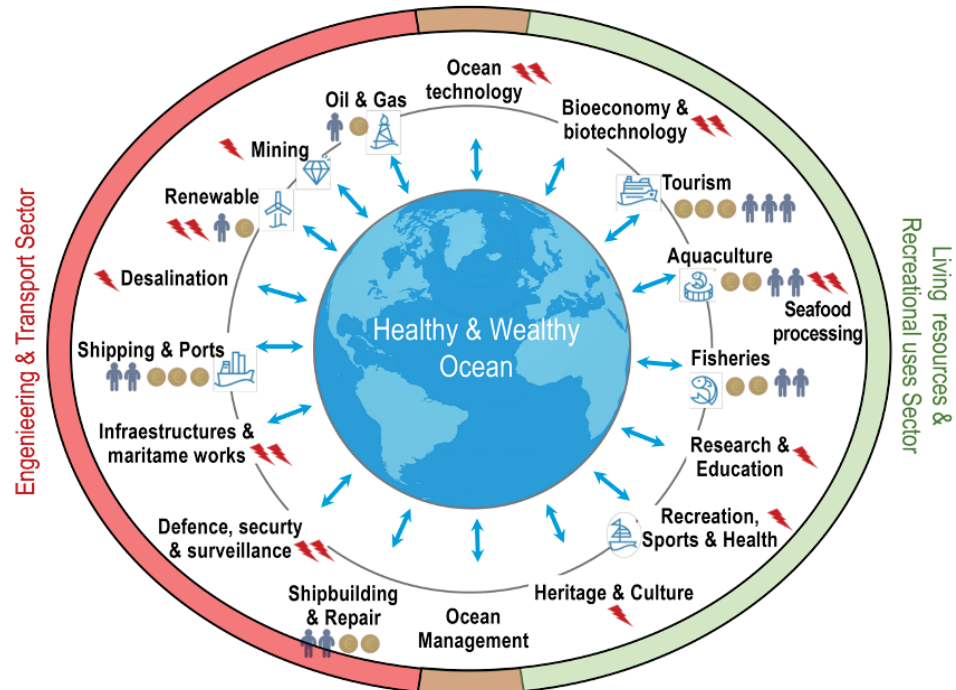 Ocean
technology
Oil & Gas
Bioeconomy &
biotechnology
Mining
Tourism
Renewable
Aquaculture
Desalination
Seafood
processing
Healthy & Wealthy
Ocean
Shipping & Ports
Fisheries
Infraestructures &
maritame works
Research &
Education
Defence, securty
& surveillance
Recreation,
Sports & Health
Shipbuilding
& Repair
Heritage & Culture
Ocean
Management
Engenieering & Transport Sector
Living resources &
Recreational uses Sector